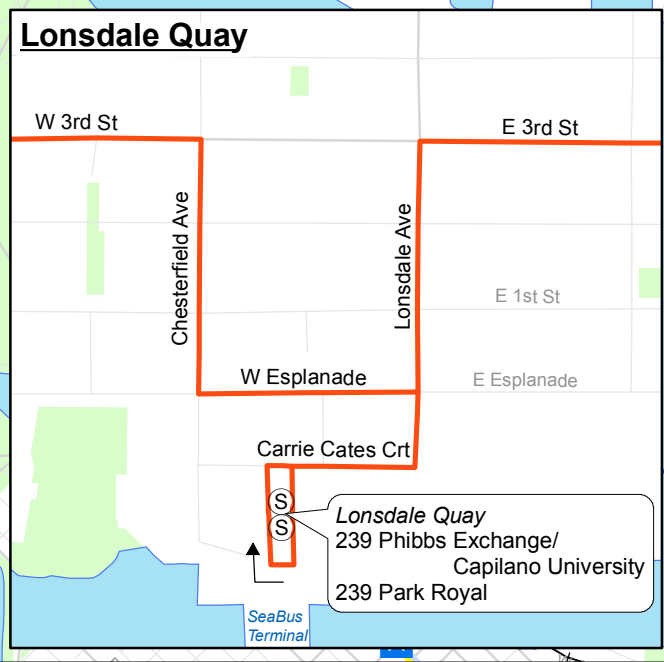 Lonsdale Quay
W 3rd St
E 3rd St
Chesterfield Ave
Lonsdale Ave
E 1st St
W Esplanade
E Esplanade
Carrie Cates Crt
S
S
Lonsdale Quay
239 Phibbs Exchange/
Capilano University
239 Park Royal
SeaBus
Terminal